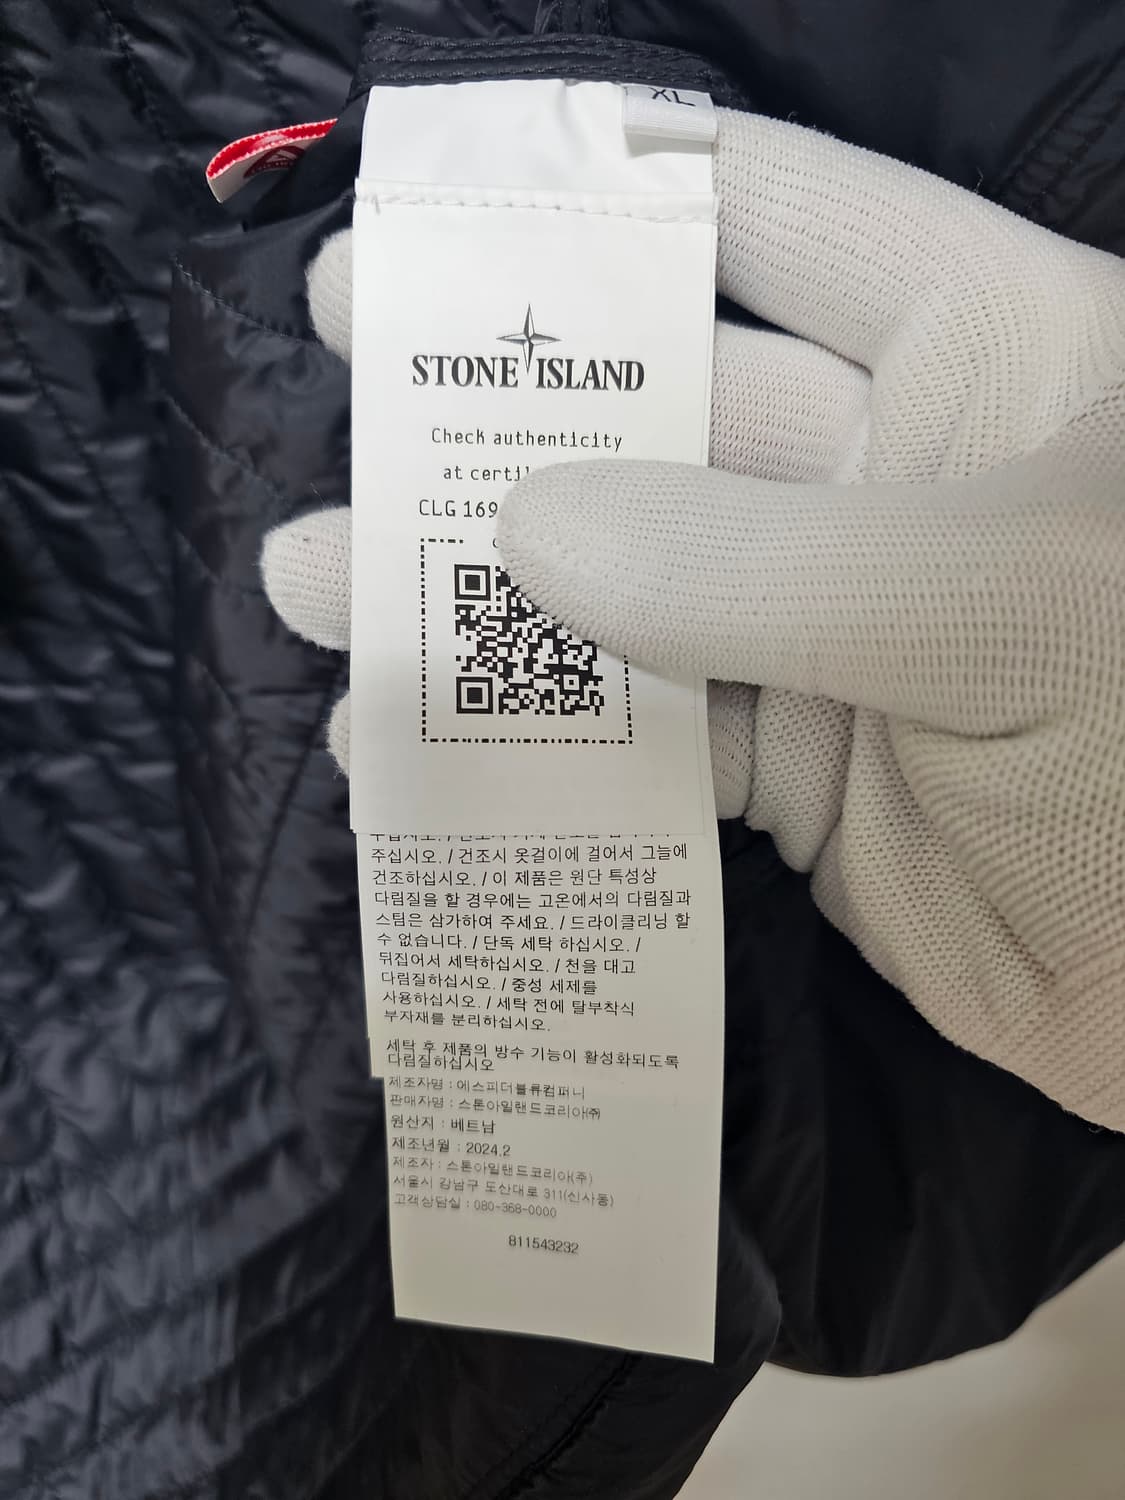 XL
STONE ISLAND
Check authenticity
at certil
CLG 169
주십시오. / 건조시 옷걸이에 걸어서 그늘에
건조하십시오. / 이 제품은 원단 특성상
다림질을 할 경우에는 고온에서의 다림질과
스팀은 삼가하여 주세요. / 드라이클리닝 할
수 없습니다. / 단독 세탁 하십시오. /
뒤집어서 세탁하십시오. / 천을 대고
다림질하십시오. / 중성 세제를
사용하십시오. / 세탁 전에 탈부착식
부자재를 분리하십시오.
세탁 후 제품의 방수 기능이 활성화되도록
다림질하십시오
제조자명 : 에스피더블류컴퍼니
판매자명 : 스톤아일랜드코리아(주)
원산지 : 베트남
제조년월 : 2024.2
제조자 : 스톤아일랜드코리아(주)
서울시 강남구 도산대로 311(신사동)
고객상담실 : 080-368-0000
811543232